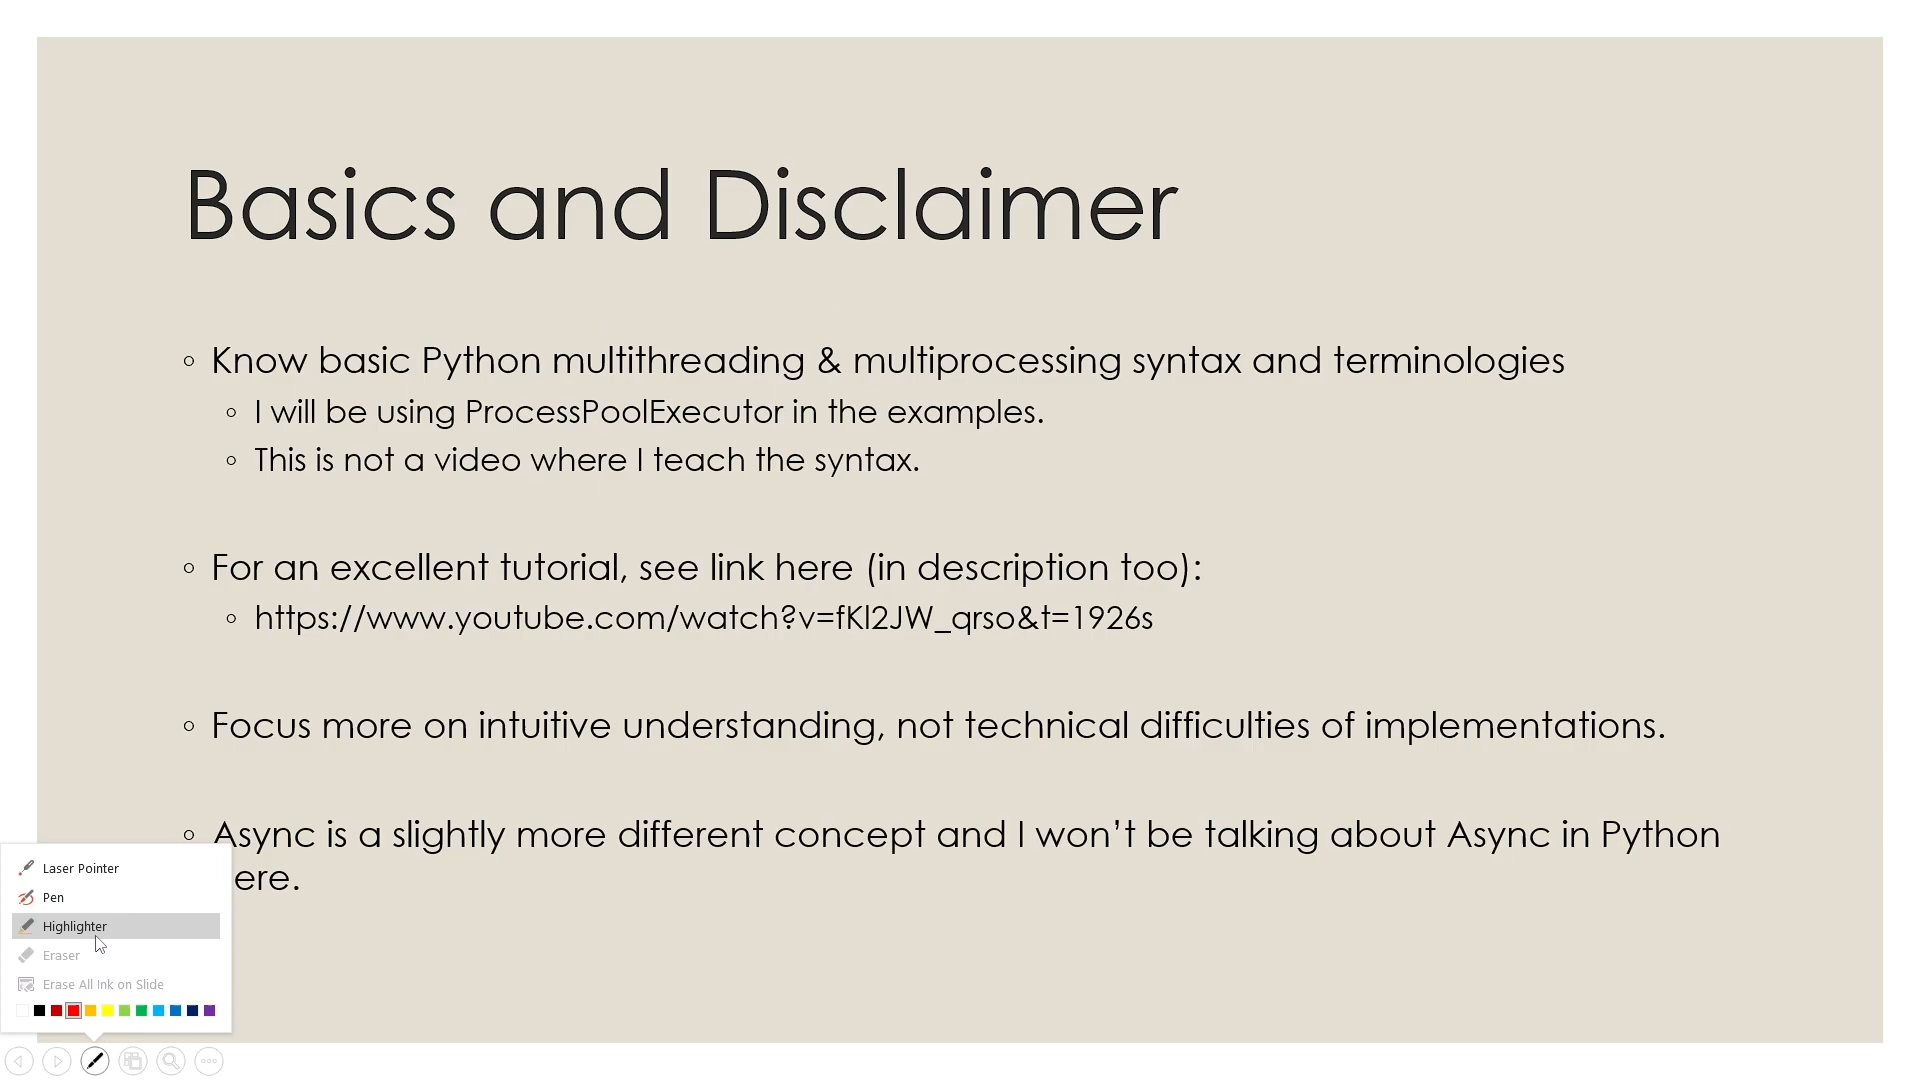 Basics and Disclaimer
◦ Know basic Python multithreading & multiprocessing syntax and terminologies
◦ I will be using ProcessPoolExecutor in the examples.
◦ This is not a video where I teach the syntax.
◦ For an excellent tutorial, see link here (in description too):
◦ https://www.youtube.com/watch?v=fKl2JW_qrso&t=1926s
◦ Focus more on intuitive understanding, not technical difficulties of implementations.
◦ Async is a slightly more different concept and I won’t be talking about Async in Python
ere.
Laser Pointer
Pen
Highlighter
Eraser
Erase All Ink on Slide